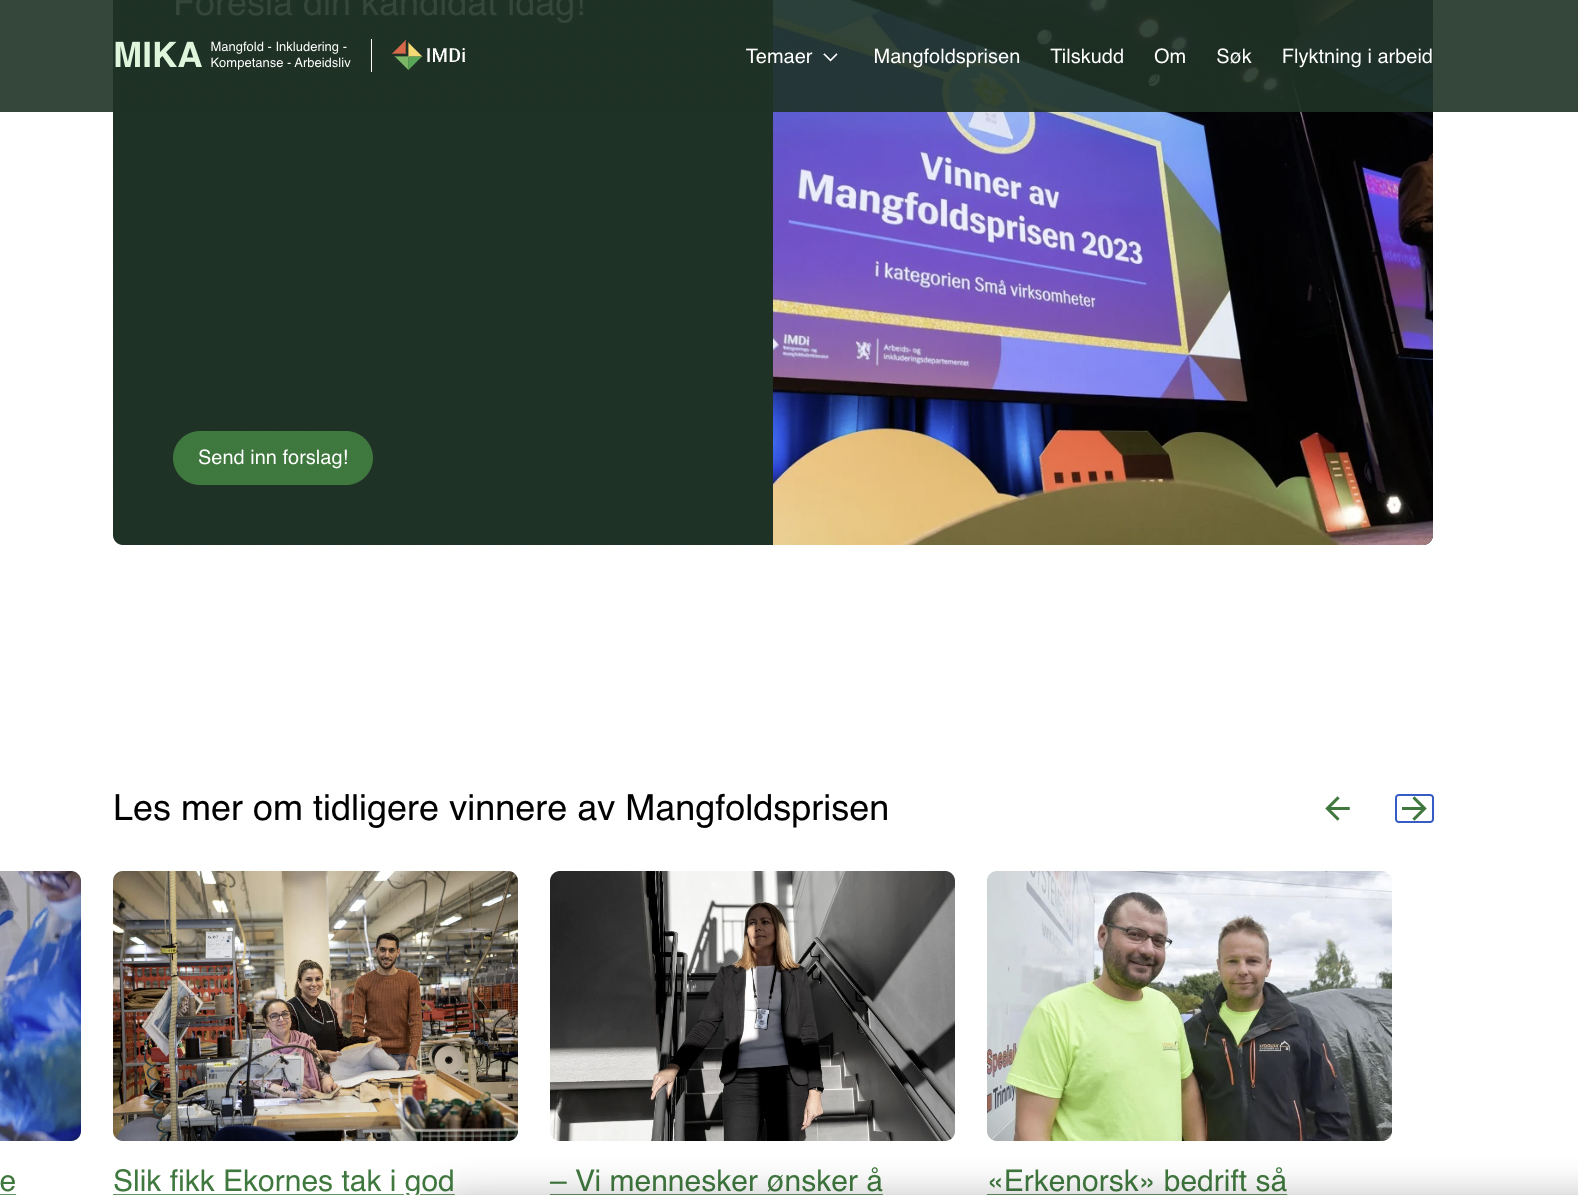 Foreslå din kandidat idag!
MIKA
Mangfold - Inkludering -
Kompetanse - Arbeidsliv
IMDi
Temaer
Mangfoldsprisen
Tilskudd
Om
Søk
Flyktning i arbeid
Vinner av
Mangfoldsprisen 2023
i kategorien Små virksomheter
IMDi
Arbeids- og
inkluderingsdepartementet
Send inn forslag!
Les mer om tidligere vinnere av Mangfoldsprisen
e
Slik fikk Ekornes tak i god
– Vi mennesker ønsker å
«Erkenorsk» bedrift så